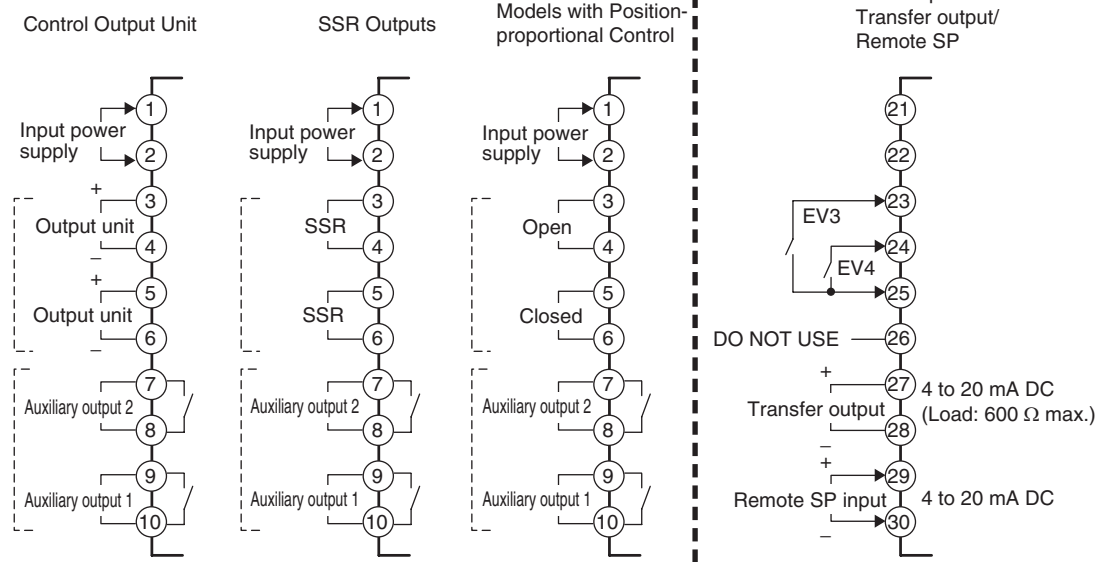 Control Output Unit
SSR Outputs
Models with Position-
proportional Control
Transfer output/
Remote SP
Input power
supply
1
2
+
3
Output unit
4
–
+
5
Output unit
6
–
7
Auxiliary output 2
8
9
Auxiliary output 1
10
Input power
supply
1
2
3
SSR
4
5
SSR
6
7
Auxiliary output 2
8
9
Auxiliary output 1
10
Input power
supply
1
2
3
Open
4
5
Closed
6
7
Auxiliary output 2
8
9
Auxiliary output 1
10
21
22
23
EV3
24
EV4
25
DO NOT USE
26
+
27
4 to 20 mA DC
Transfer output
(Load: 600 Ω max.)
28
–
+
29
Remote SP input
4 to 20 mA DC
30
–